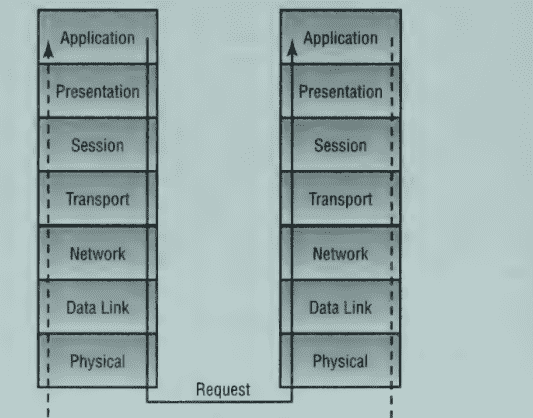 Application
Presentation
Session
Transport
Network
Data Link
Physical
Application
Presentation
Session
Transport
Network
Data Link
Physical
Request